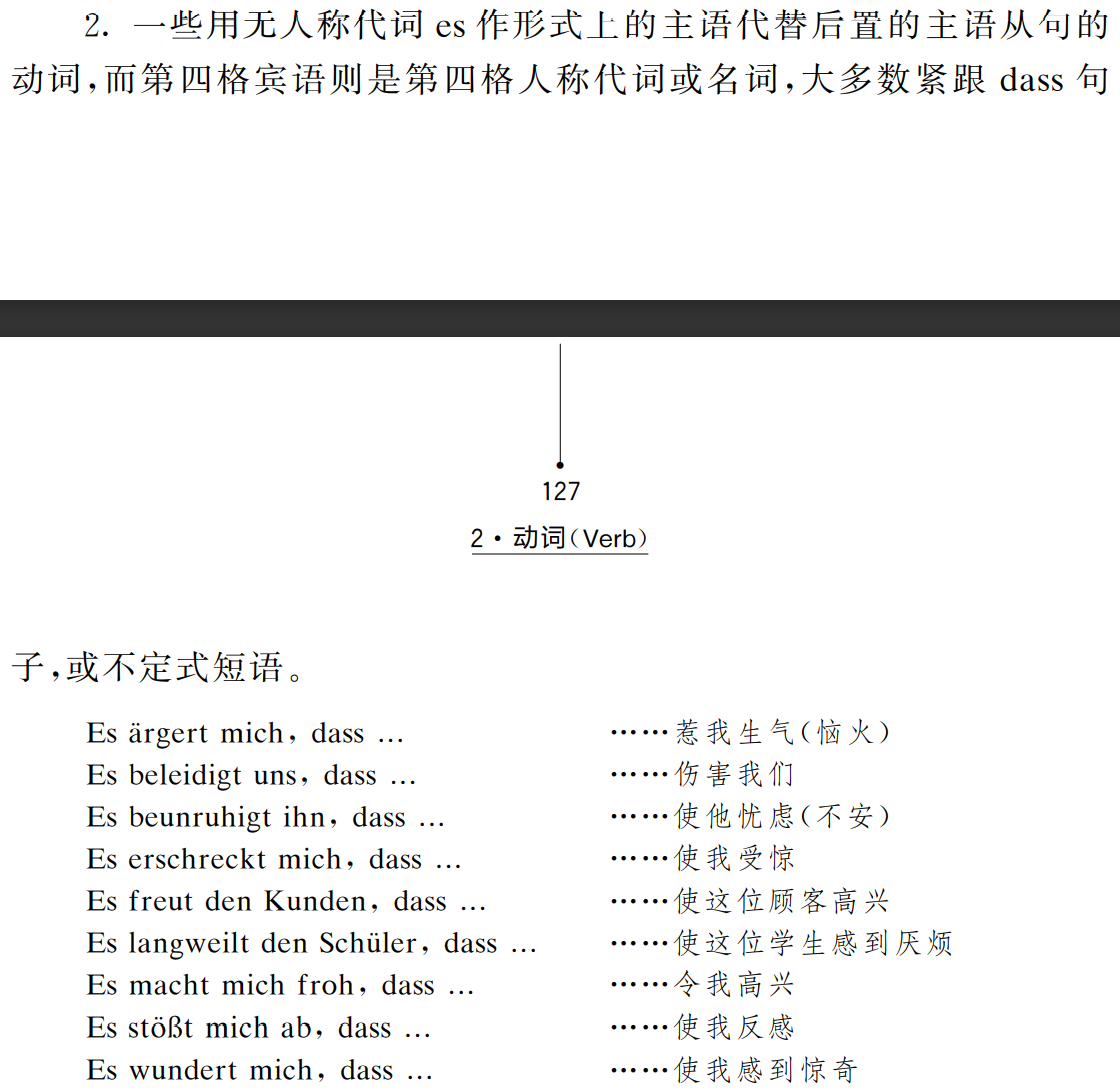 2. 一些用无人称代词 es 作形式上的主语代替后置的主语从句的
动词,而第四格宾语则是第四格人称代词或名词,大多数紧跟 dass 句
127
2·动词(Verb)
子,或不定式短语。
Es ärgert mich, dass … ……惹我生气(恼火)
Es beleidigt uns, dass … ……伤害我们
Es beunruhigt ihn, dass … ……使他忧虑(不安)
Es erschreckt mich, dass … ……使我受惊
Es freut den Kunden, dass … ……使这位顾客高兴
Es langweilt den Schüler, dass … ……使这位学生感到厌烦
Es macht mich froh, dass … ……令我高兴
Es stößt mich ab, dass … ……使我反感
Es wundert mich, dass … ……使我感到惊奇